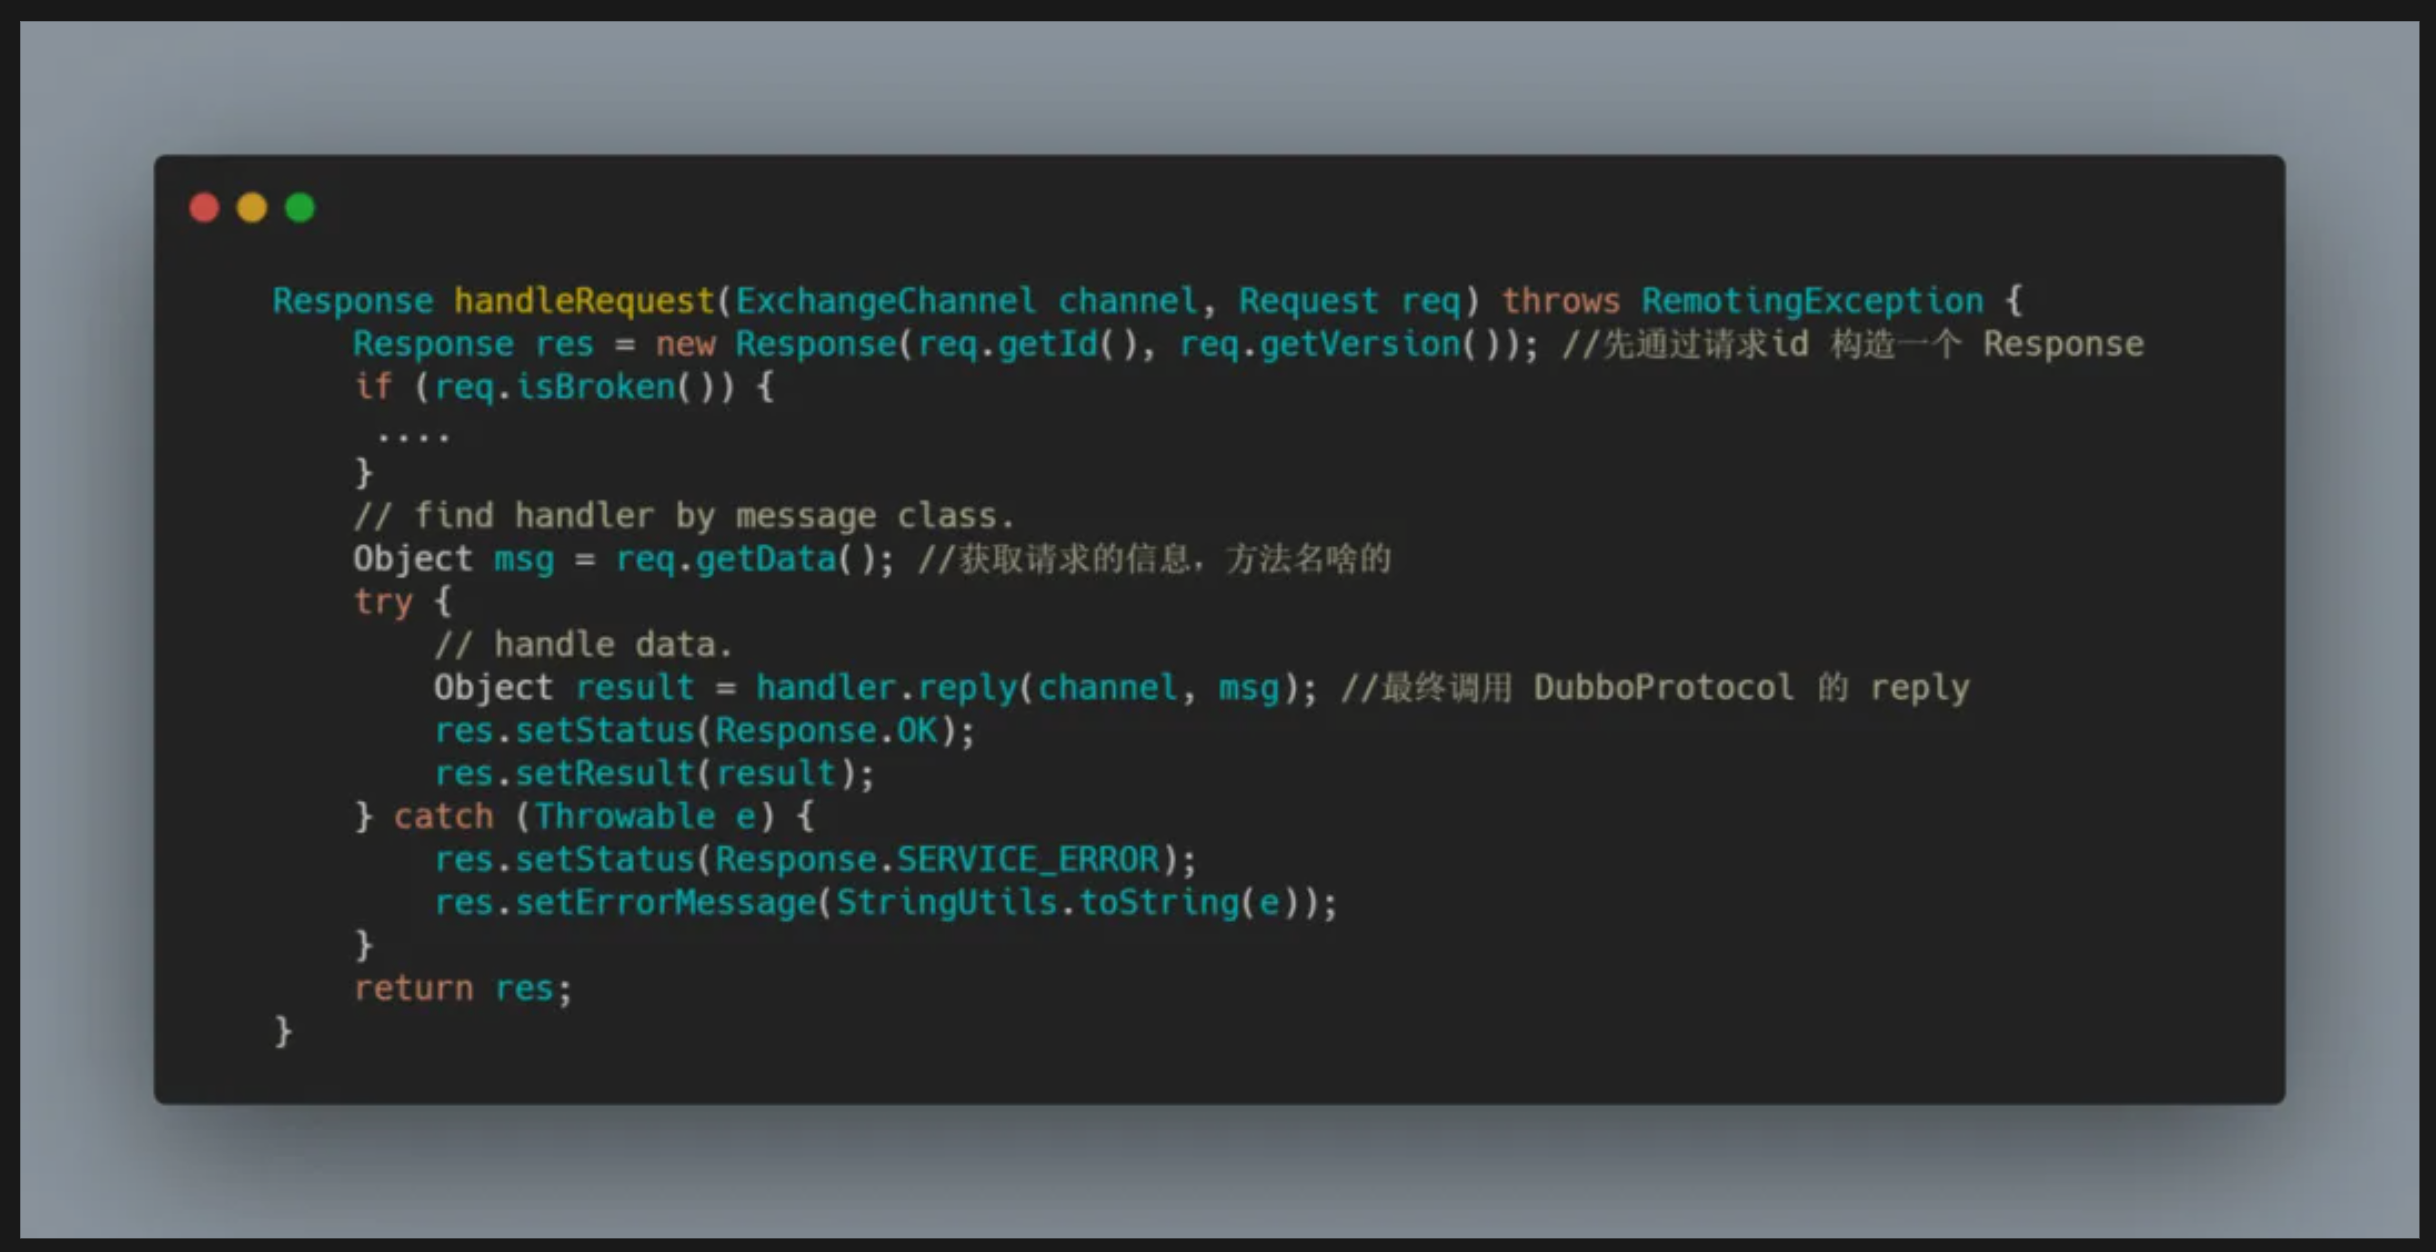 Response handleRequest(ExchangeChannel channel, Request req) throws RemotingException {
    Response res = new Response(req.getId(), req.getVersion()); //先通过请求id 构造一个 Response
    if (req.isBroken()) {
     ....
    }
    // find handler by message class.
    Object msg = req.getData(); //获取请求的信息，方法名啥的
    try {
        // handle data.
        Object result = handler.reply(channel, msg); //最终调用 DubboProtocol 的 reply
        res.setStatus(Response.OK);
        res.setResult(result);
    } catch (Throwable e) {
        res.setStatus(Response.SERVICE_ERROR);
        res.setErrorMessage(StringUtils.toString(e));
    }
    return res;
}